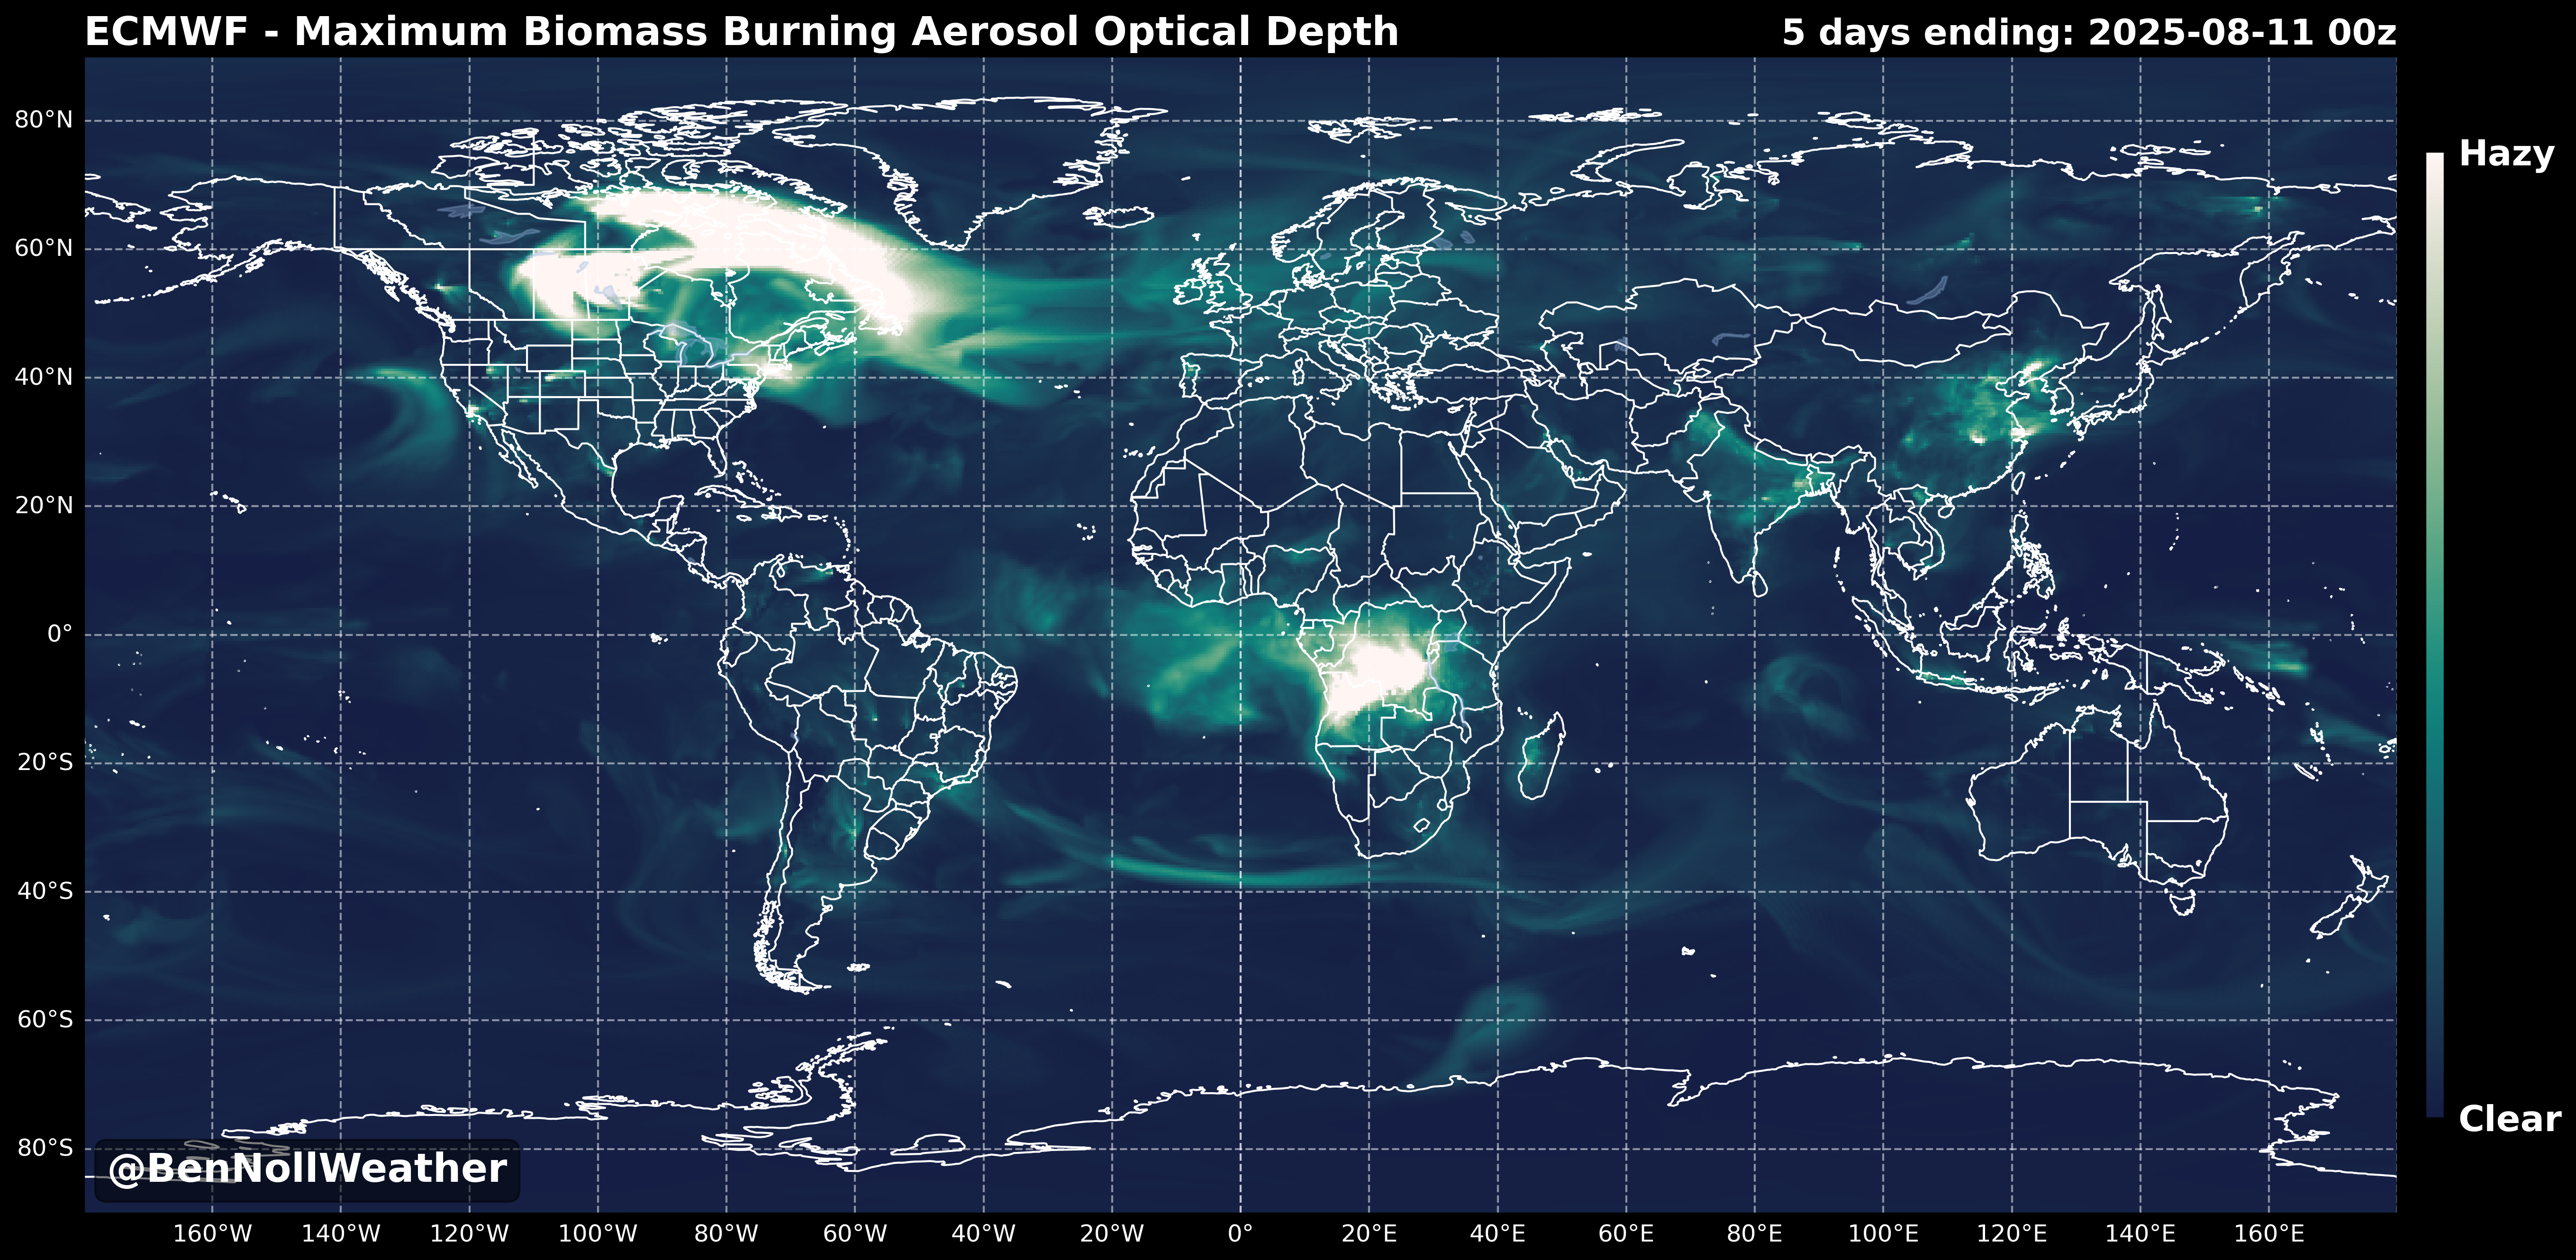 ECMWF - Maximum Biomass Burning Aerosol Optical Depth
5 days ending: 2025-08-11 00z
Hazy
80°N
60°N
40°N
20°N
0°
20°S
40°S
60°S
80°S
Clear
@BenNollWeather
160°W 140°W 120°W 100°W 80°W 60°W 40°W 20°W 0° 20°E 40°E 60°E 80°E 100°E 120°E 140°E 160°E